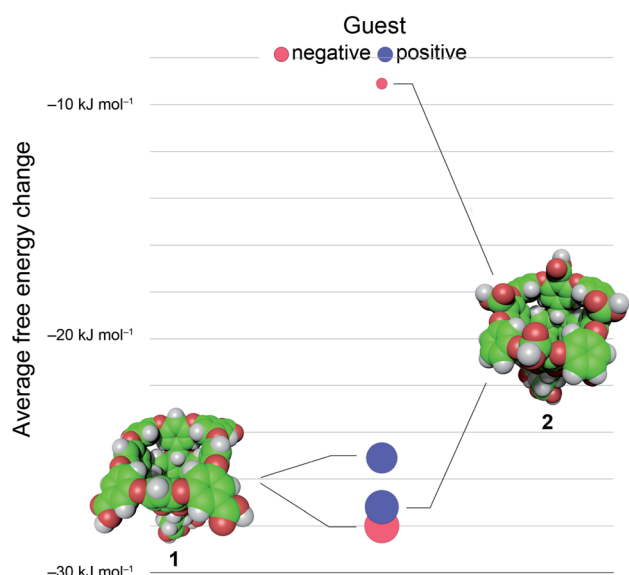 Guest
negative positive
–10 kJ mol⁻¹
–20 kJ mol⁻¹
–30 kJ mol⁻¹
Average free energy change
1
2